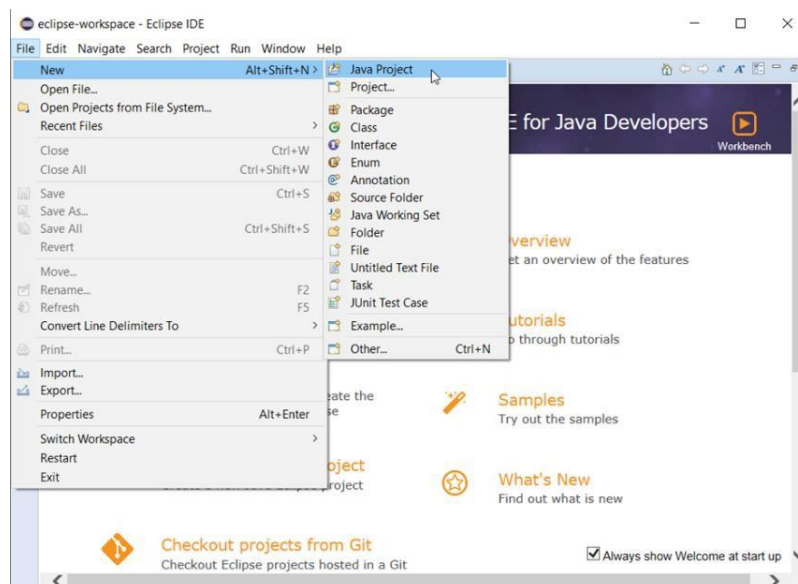 eclipse-workspace - Eclipse IDE
File Edit Navigate Search Project Run Window Help
New Alt+Shift+N >
Open File...
Open Projects from File System...
Recent Files >
Close Ctrl+W
Close All Ctrl+Shift+W
Save Ctrl+S
Save As...
Save All Ctrl+Shift+S
Revert
Move...
Rename... F2
Refresh F5
Convert Line Delimiters To >
Print... Ctrl+P
Import...
Export...
Properties Alt+Enter
Switch Workspace >
Restart
Exit
Java Project
Project...
Package
Class
Interface
Enum
Annotation
Source Folder
Java Working Set
Folder
File
Untitled Text File
Task
JUnit Test Case
Example...
Other... Ctrl+N
E for Java Developers
Workbench
verview
et an overview of the features
utorials
o through tutorials
eate the
se
Samples
Try out the samples
oject
project
What's New
Find out what is new
Checkout projects from Git
Checkout Eclipse projects hosted in a Git
Always show Welcome at start up